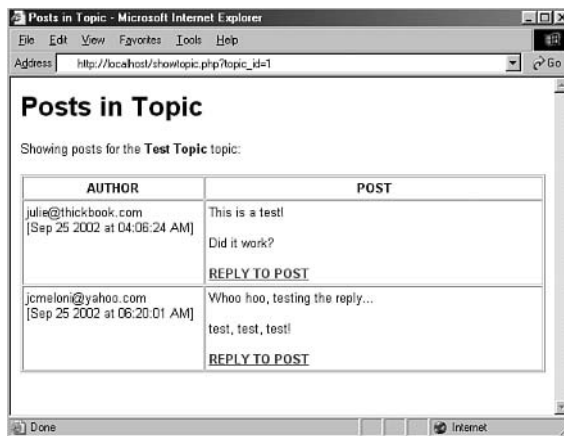 Posts in Topic - Microsoft Internet Explorer
File Edit View Favorites Tools Help
Address http://localhost/showtopic.php?topic_id=1 Go
Posts in Topic
Showing posts for the Test Topic topic:
AUTHOR POST
julie@thickbook.com
[Sep 25 2002 at 04:06:24 AM]
This is a test!
Did it work?
REPLY TO POST
jcmeloni@yahoo.com
[Sep 25 2002 at 06:20:01 AM]
Whoo hoo, testing the reply...
test, test, test!
REPLY TO POST
Done Internet